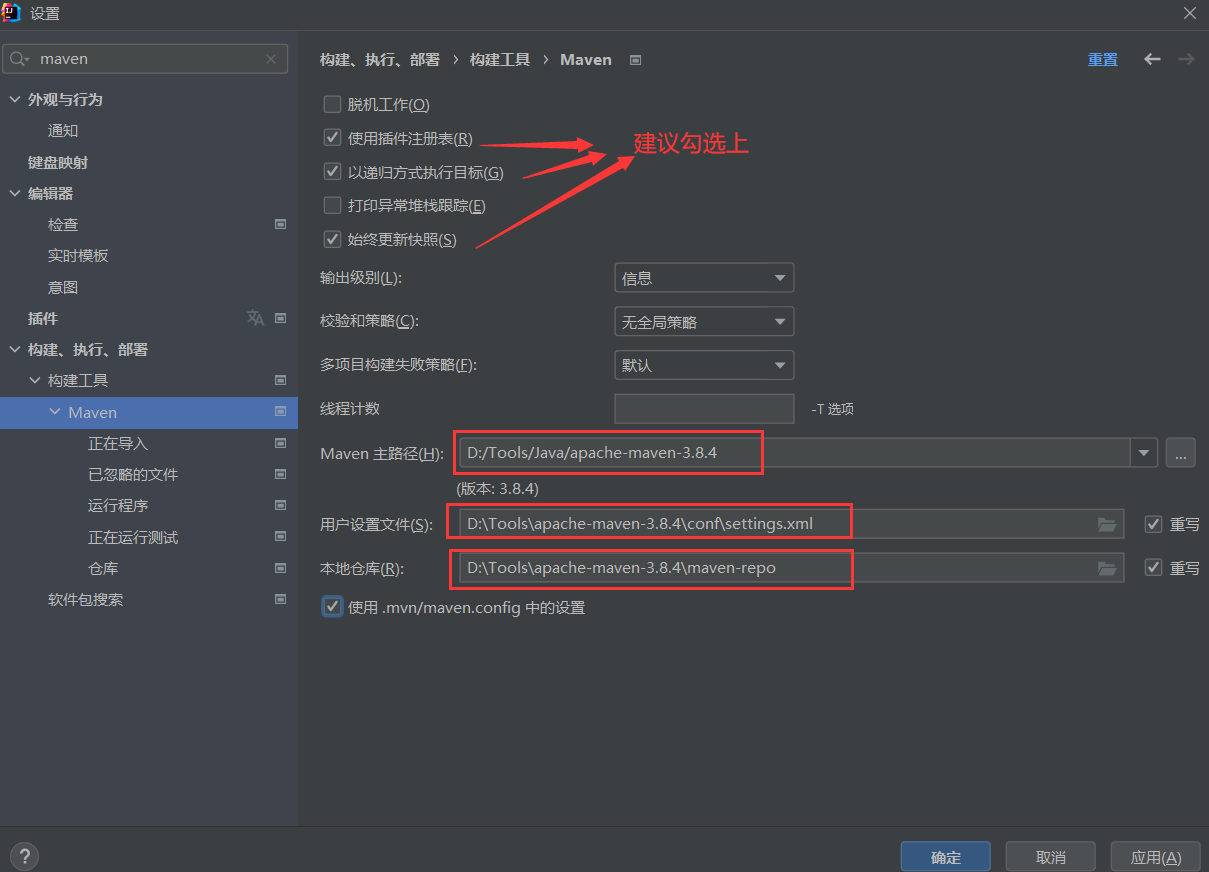 设置
maven
外观与行为
通知
键盘映射
编辑器
检查
实时模板
意图
插件
构建、执行、部署
构建工具
Maven
正在导入
已忽略的文件
运行程序
正在运行测试
仓库
软件包搜索
构建、执行、部署 › 构建工具 › Maven
重置
脱机工作(O)
使用插件注册表(R)
建议勾选上
以递归方式执行目标(G)
打印异常堆栈跟踪(E)
始终更新快照(S)
输出级别(L): 信息
校验和策略(C): 无全局策略
多项目构建失败策略(F): 默认
线程计数 -T 选项
Maven 主路径(H): D:/Tools/Java/apache-maven-3.8.4 ...
(版本: 3.8.4)
用户设置文件(S): D:\Tools\apache-maven-3.8.4\conf\settings.xml 重写
本地仓库(R): D:\Tools\apache-maven-3.8.4\maven-repo 重写
使用 .mvn/maven.config 中的设置
?
确定 取消 应用(A)